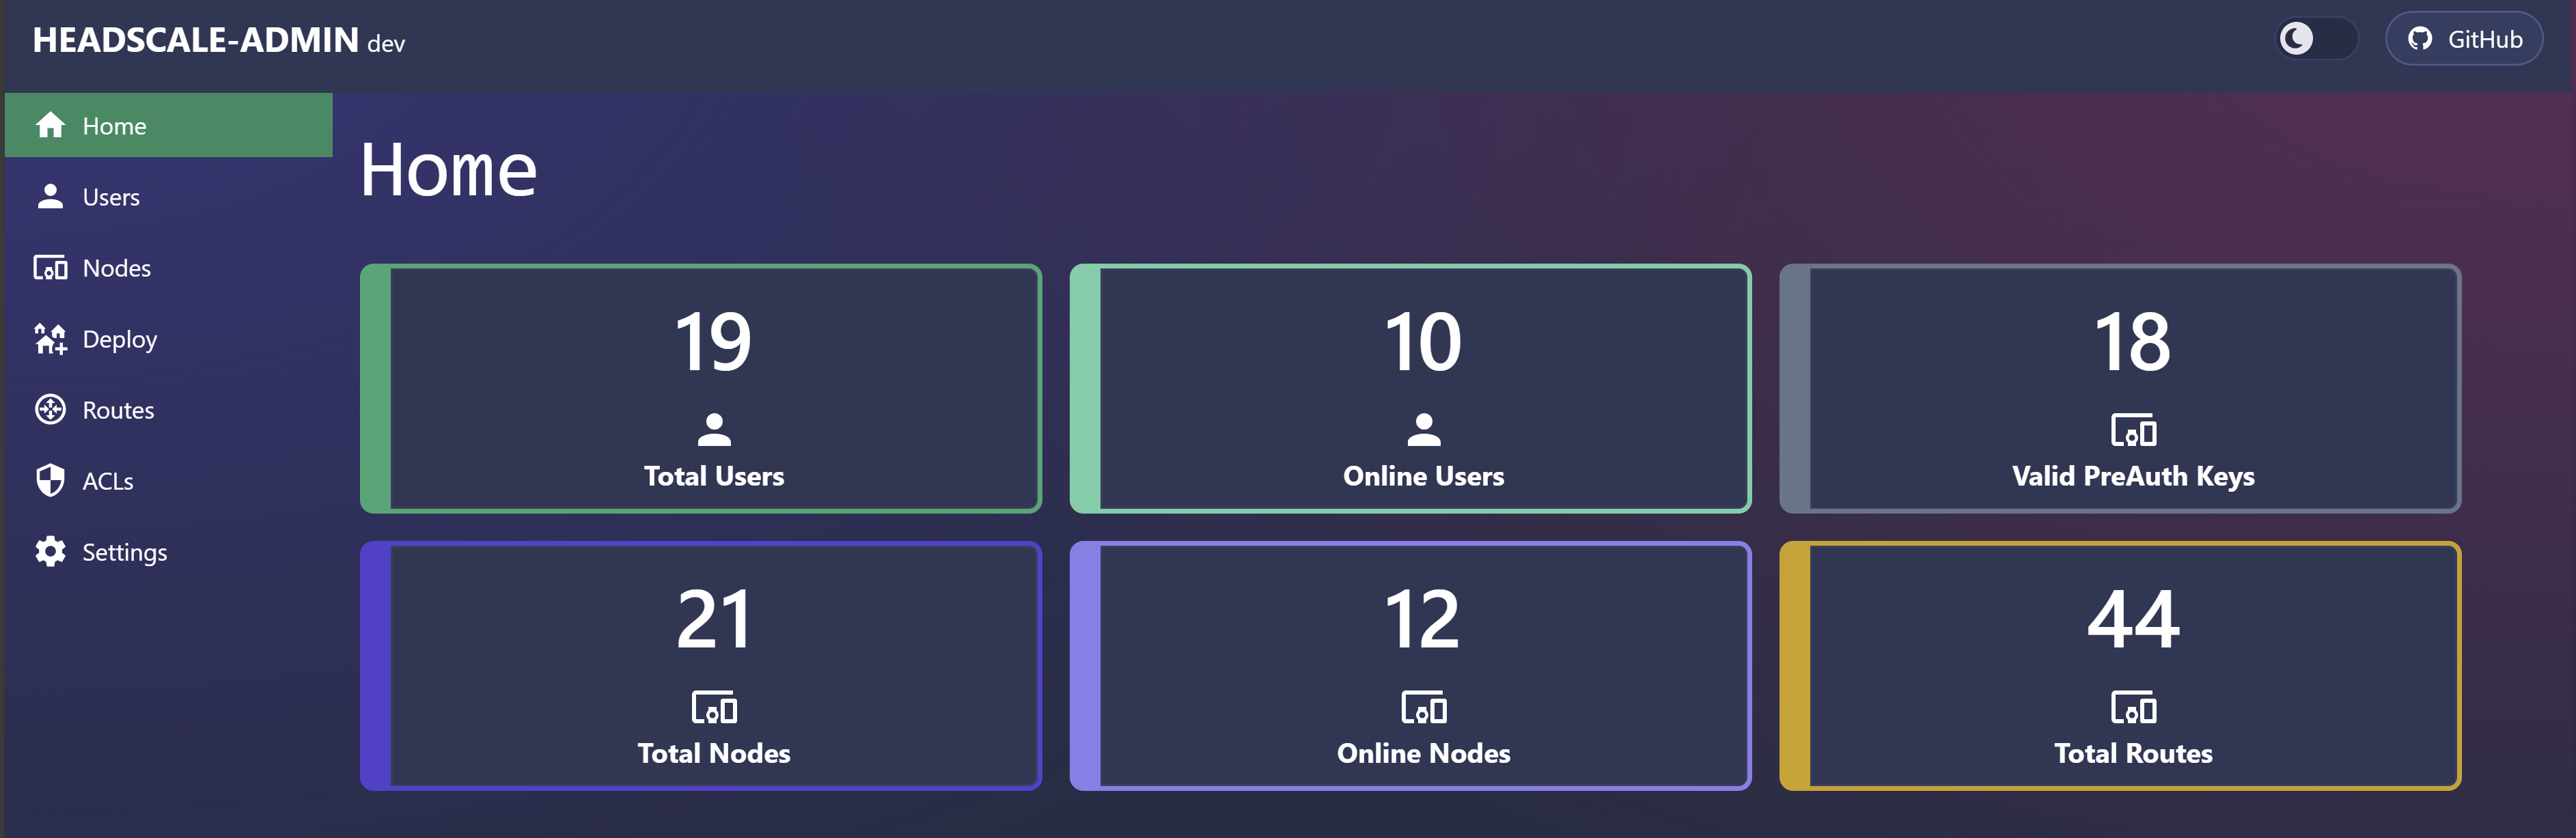 HEADSCALE-ADMIN dev
GitHub
Home
Users
Nodes
Deploy
Routes
ACLs
Settings
Home
19
Total Users
10
Online Users
18
Valid PreAuth Keys
21
Total Nodes
12
Online Nodes
44
Total Routes